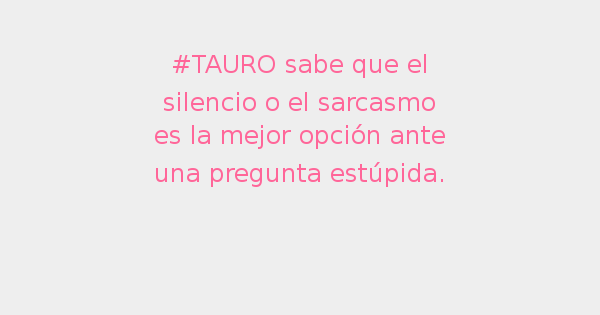 #TAURO sabe que el
silencio o el sarcasmo
es la mejor opción ante
una pregunta estúpida.